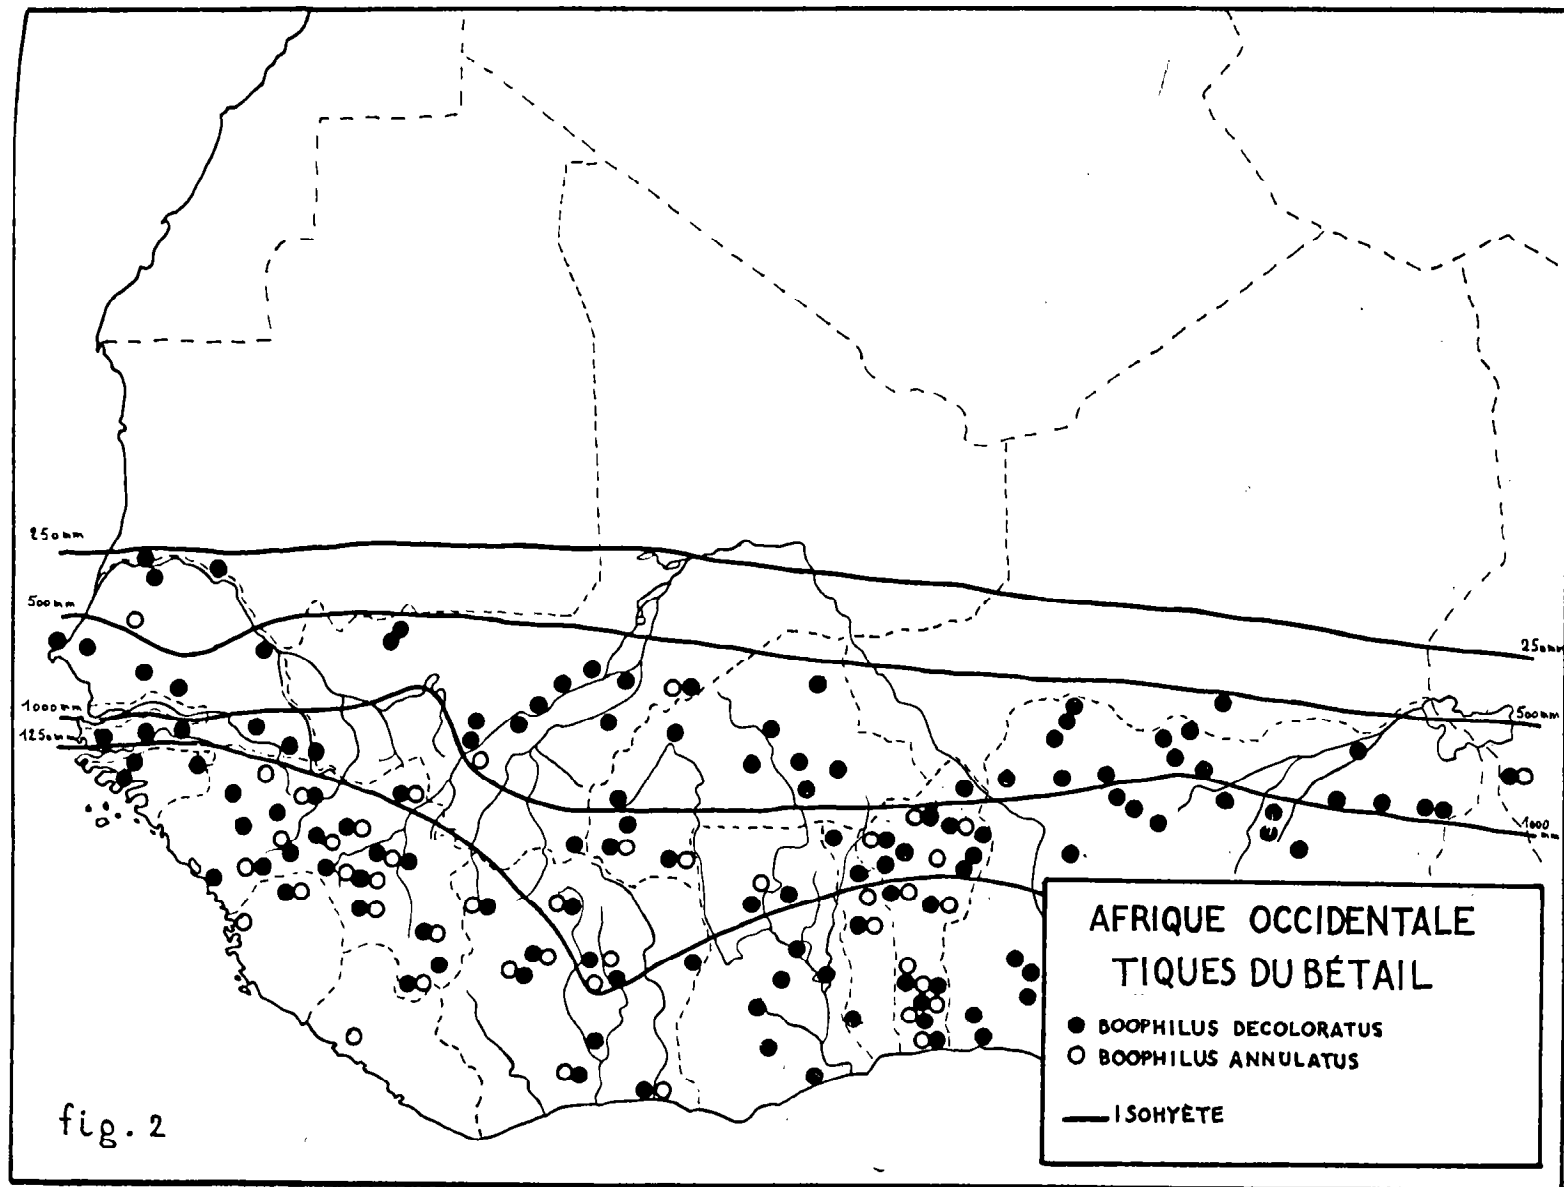 250mm
500mm
1000mm
1250mm
250mm
500mm
1000
mm
AFRIQUE OCCIDENTALE
TIQUES DU BÉTAIL
BOOPHILUS DECOLORATUS
BOOPHILUS ANNULATUS
ISOHYÈTE
fig. 2